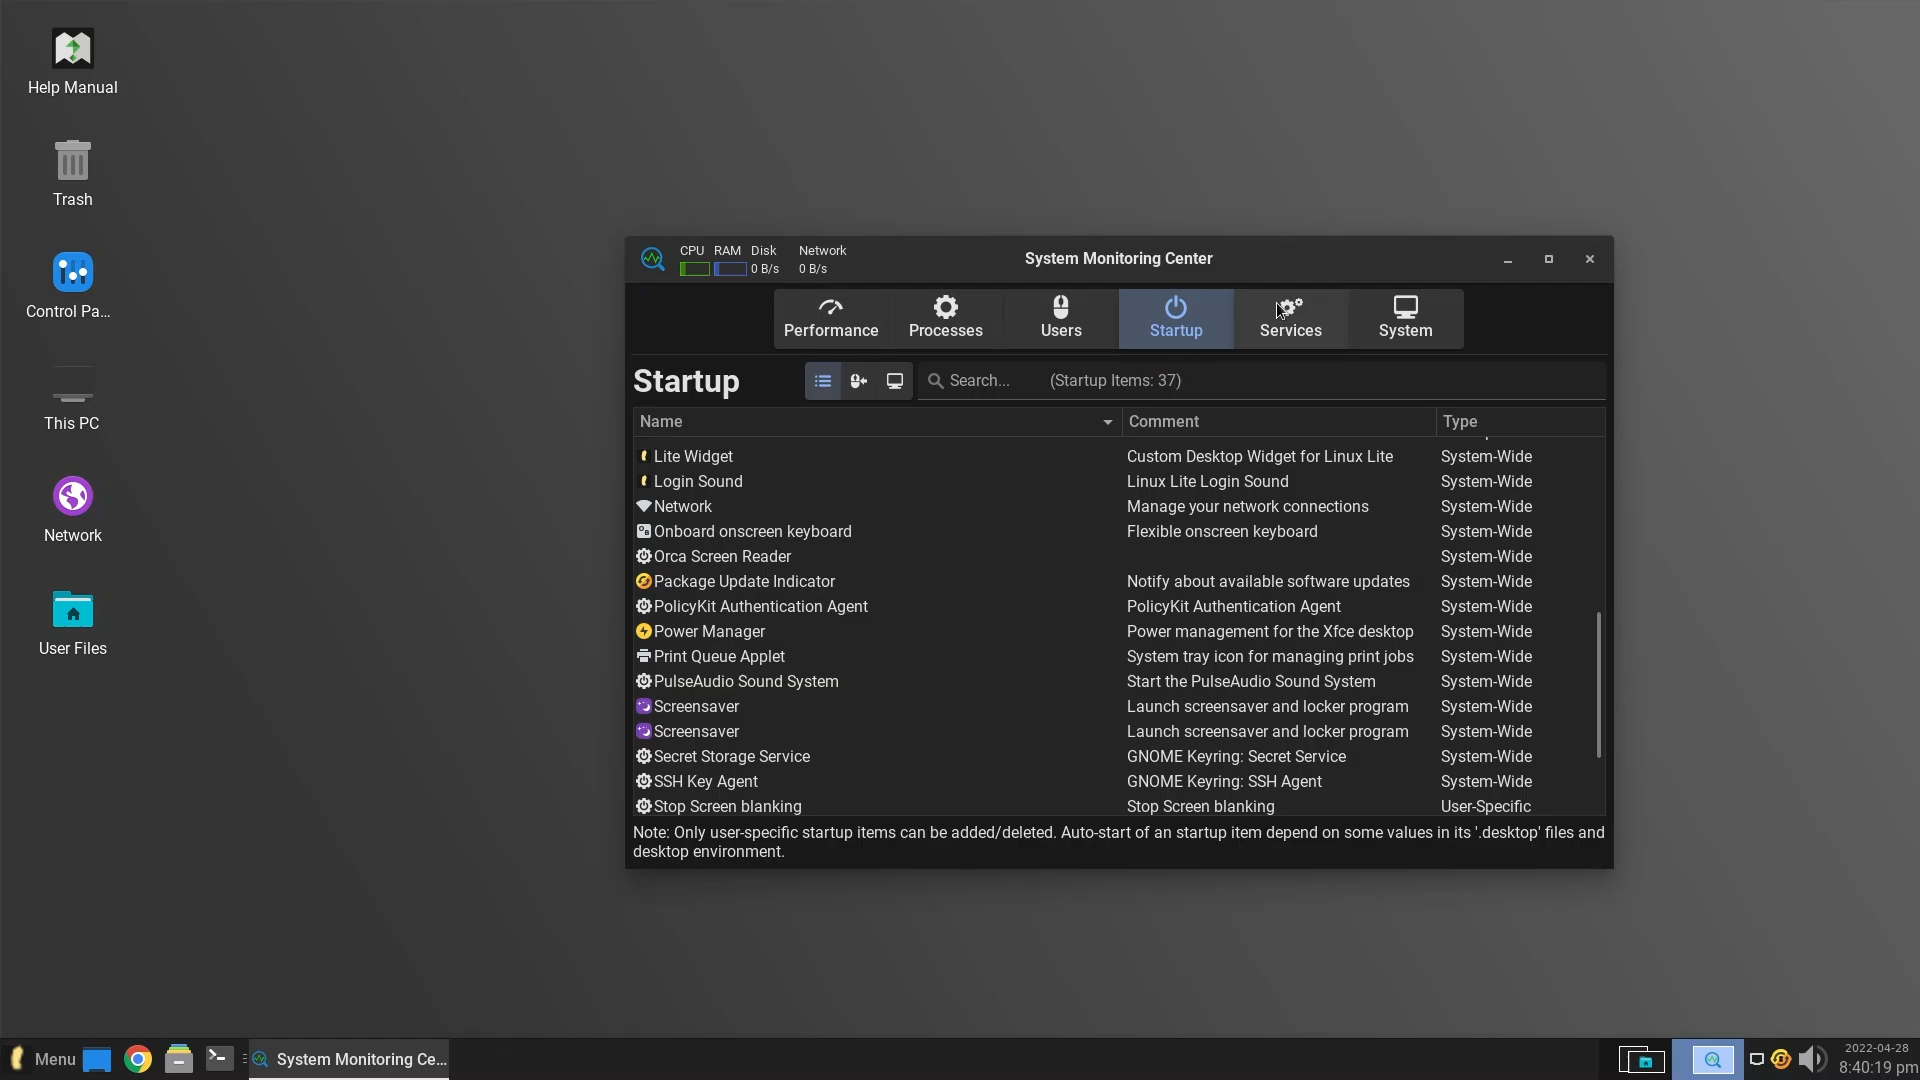 Help Manual
Trash
Control Pa...
This PC
Network
User Files
CPU RAM Disk Network
0 B/s 0 B/s
System Monitoring Center
Performance Processes Users Startup Services System
Startup
Search... (Startup Items: 37)
Name Comment Type
Lite Widget Custom Desktop Widget for Linux Lite System-Wide
Login Sound Linux Lite Login Sound System-Wide
Network Manage your network connections System-Wide
Onboard onscreen keyboard Flexible onscreen keyboard System-Wide
Orca Screen Reader System-Wide
Package Update Indicator Notify about available software updates System-Wide
PolicyKit Authentication Agent PolicyKit Authentication Agent System-Wide
Power Manager Power management for the Xfce desktop System-Wide
Print Queue Applet System tray icon for managing print jobs System-Wide
PulseAudio Sound System Start the PulseAudio Sound System System-Wide
Screensaver Launch screensaver and locker program System-Wide
Screensaver Launch screensaver and locker program System-Wide
Secret Storage Service GNOME Keyring: Secret Service System-Wide
SSH Key Agent GNOME Keyring: SSH Agent System-Wide
Stop Screen blanking Stop Screen blanking User-Specific
Note: Only user-specific startup items can be added/deleted. Auto-start of an startup item depend on some values in its '.desktop' files and
desktop environment.
Menu System Monitoring Ce...
2022-04-28
8:40:19 pm